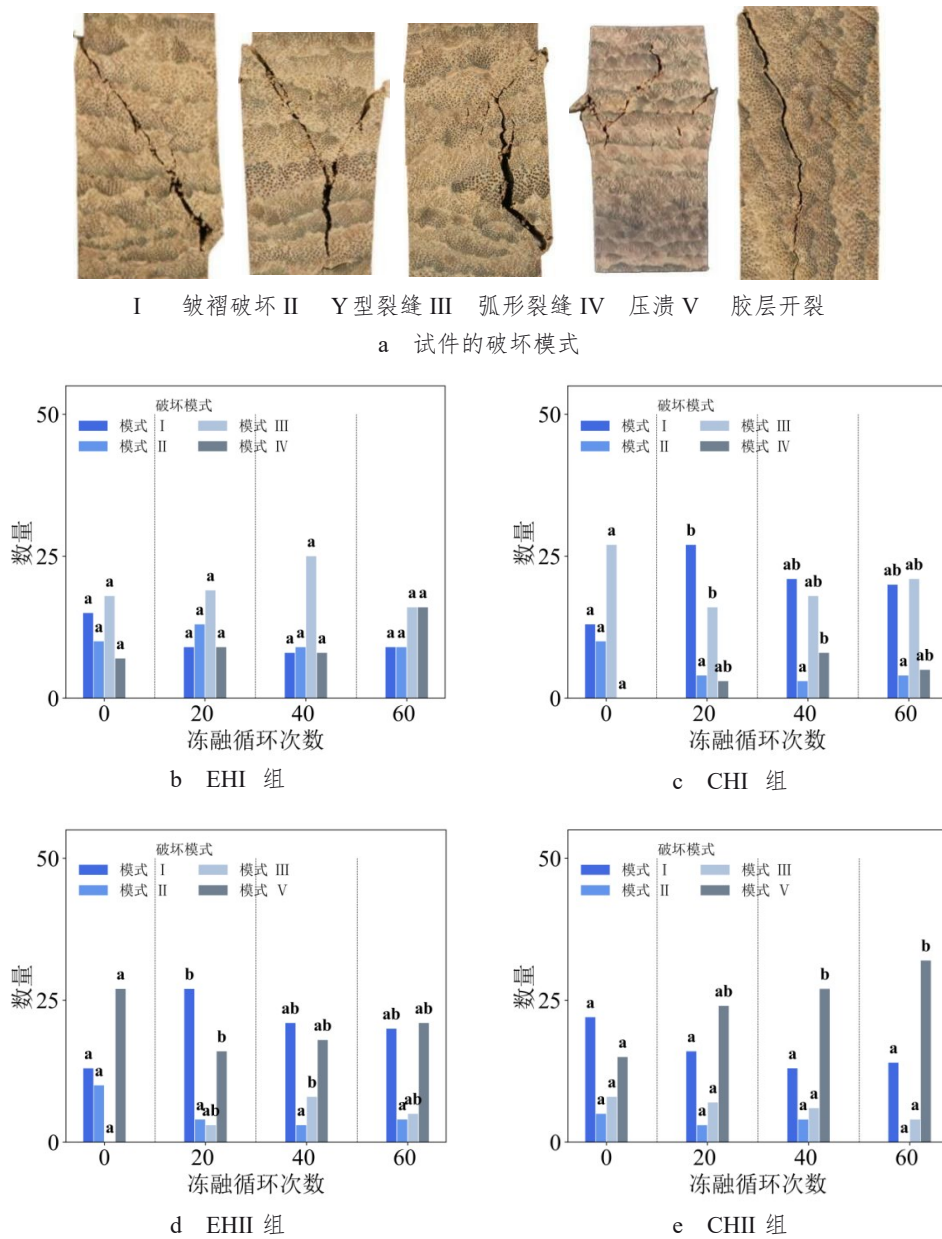 I 皱褶破坏 II Y型裂缝 III 弧形裂缝 IV 压溃 V 胶层开裂
a 试件的破坏模式
50
破坏模式
模式 I
模式 III
模式 II
模式 IV
数量
25
a a a a
a a a a
a a a a
a a a a
0
0 20 40 60
冻融循环次数
b EHI 组
50
破坏模式
模式 I
模式 III
模式 II
模式 IV
数量
25
a a a a
b a b ab
ab a ab b
ab a ab ab
0
0 20 40 60
冻融循环次数
c CHI 组
50
破坏模式
模式 I
模式 III
模式 II
模式 V
数量
25
a a a a
b a ab b
ab a b ab
ab a ab ab
0
0 20 40 60
冻融循环次数
d EHII 组
50
破坏模式
模式 I
模式 III
模式 II
模式 V
数量
25
a a a a
a a a ab
a a a b
a a a b
0
0 20 40 60
冻融循环次数
e CHII 组